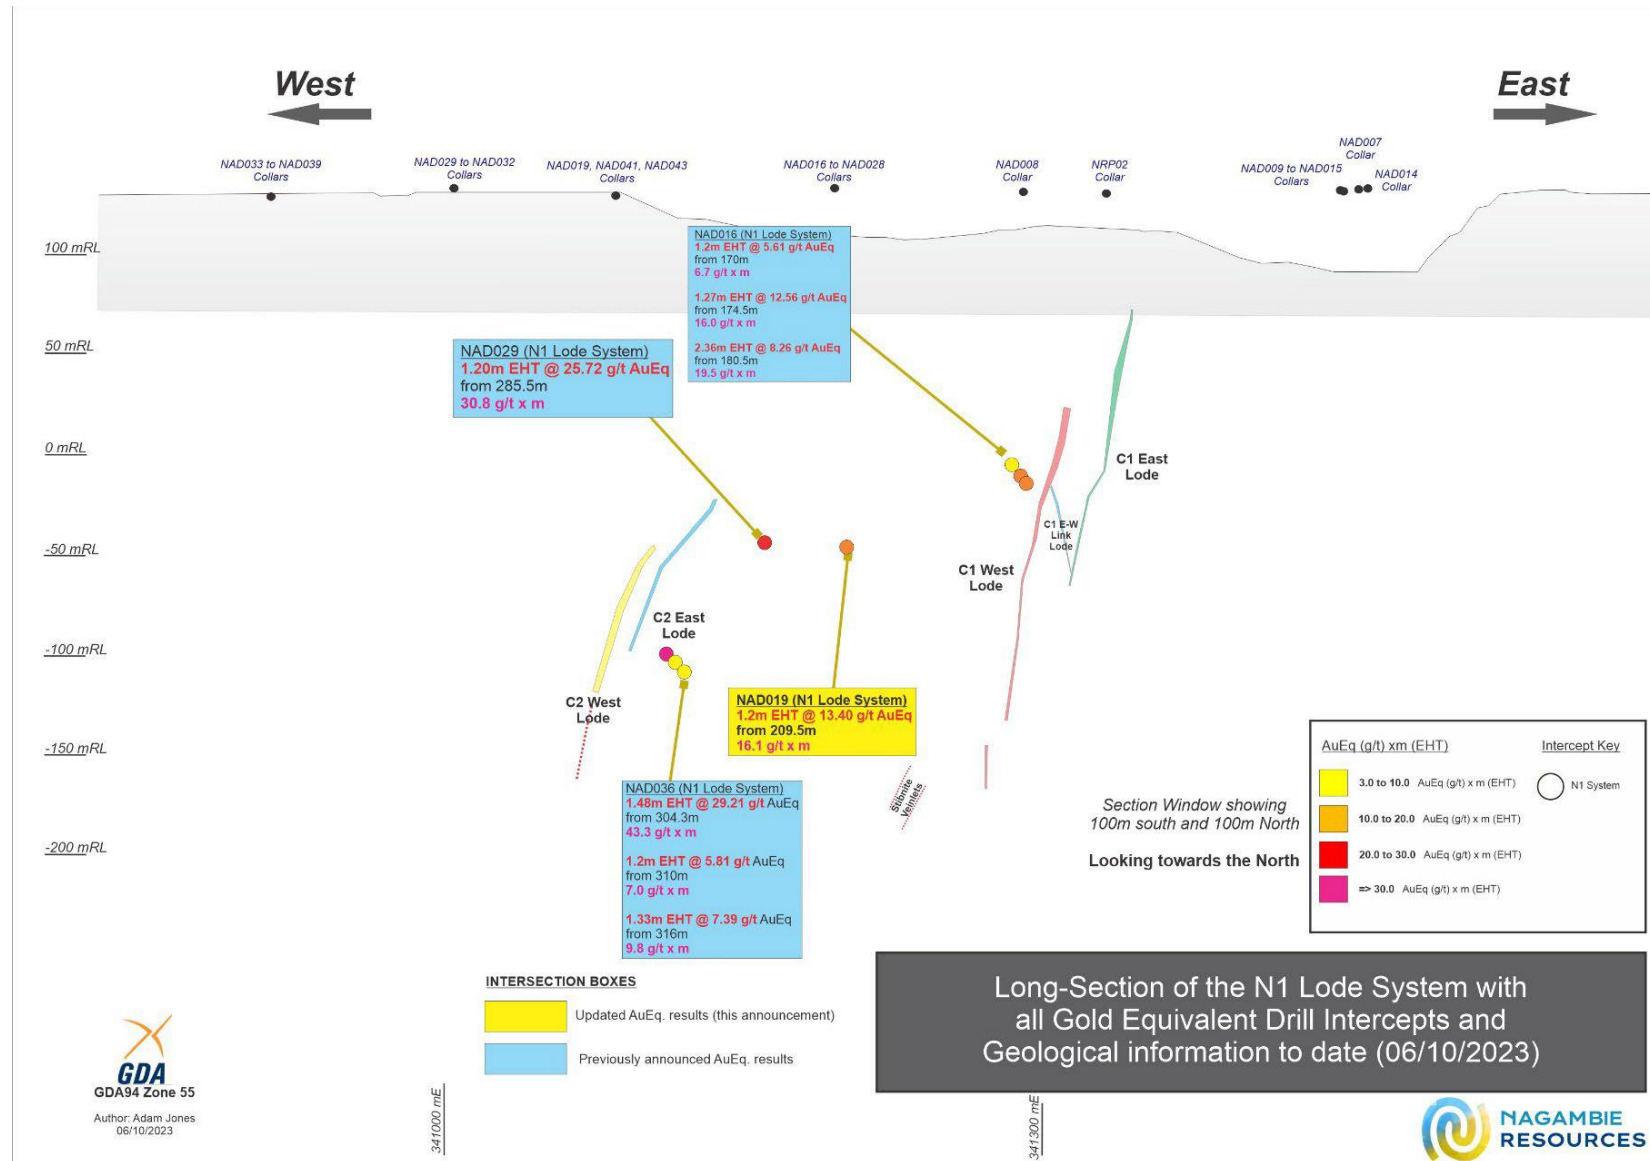 West
East
NAD033 to NAD039
Collars
NAD029 to NAD032
Collars
NAD019, NAD041, NAD043
Collars
NAD016 to NAD028
Collars
NAD008
Collar
NRP02
Collar
NAD009 to NAD015
Collars
NAD007
Collar
NAD014
Collar
100 mRL
50 mRL
0 mRL
-50 mRL
-100 mRL
-150 mRL
-200 mRL
NAD016 (N1 Lode System)
1.2m EHT @ 5.61 g/t AuEq
from 170m
6.7 g/t x m
1.27m EHT @ 12.56 g/t AuEq
from 174.5m
16.0 g/t x m
2.36m EHT @ 8.26 g/t AuEq
from 180.5m
19.5 g/t x m
NAD029 (N1 Lode System)
1.20m EHT @ 25.72 g/t AuEq
from 285.5m
30.8 g/t x m
C1 East
Lode
C1 E-W
Link
Lode
C1 West
Lode
C2 East
Lode
C2 West
Lode
NAD019 (N1 Lode System)
1.2m EHT @ 13.40 g/t AuEq
from 209.5m
16.1 g/t x m
NAD036 (N1 Lode System)
1.48m EHT @ 29.21 g/t AuEq
from 304.3m
43.3 g/t x m
1.2m EHT @ 5.81 g/t AuEq
from 310m
7.0 g/t x m
1.33m EHT @ 7.39 g/t AuEq
from 316m
9.8 g/t x m
Stibnite
Veinlets
Section Window showing
100m south and 100m North
Looking towards the North
AuEq (g/t) xm (EHT)
Intercept Key
3.0 to 10.0 AuEq (g/t) x m (EHT)
N1 System
10.0 to 20.0 AuEq (g/t) x m (EHT)
20.0 to 30.0 AuEq (g/t) x m (EHT)
=> 30.0 AuEq (g/t) x m (EHT)
INTERSECTION BOXES
Updated AuEq. results (this announcement)
Previously announced AuEq. results
Long-Section of the N1 Lode System with
all Gold Equivalent Drill Intercepts and
Geological information to date (06/10/2023)
GDA
GDA94 Zone 55
Author: Adam Jones
06/10/2023
341000 mE
341300 mE
NAGAMBIE
RESOURCES